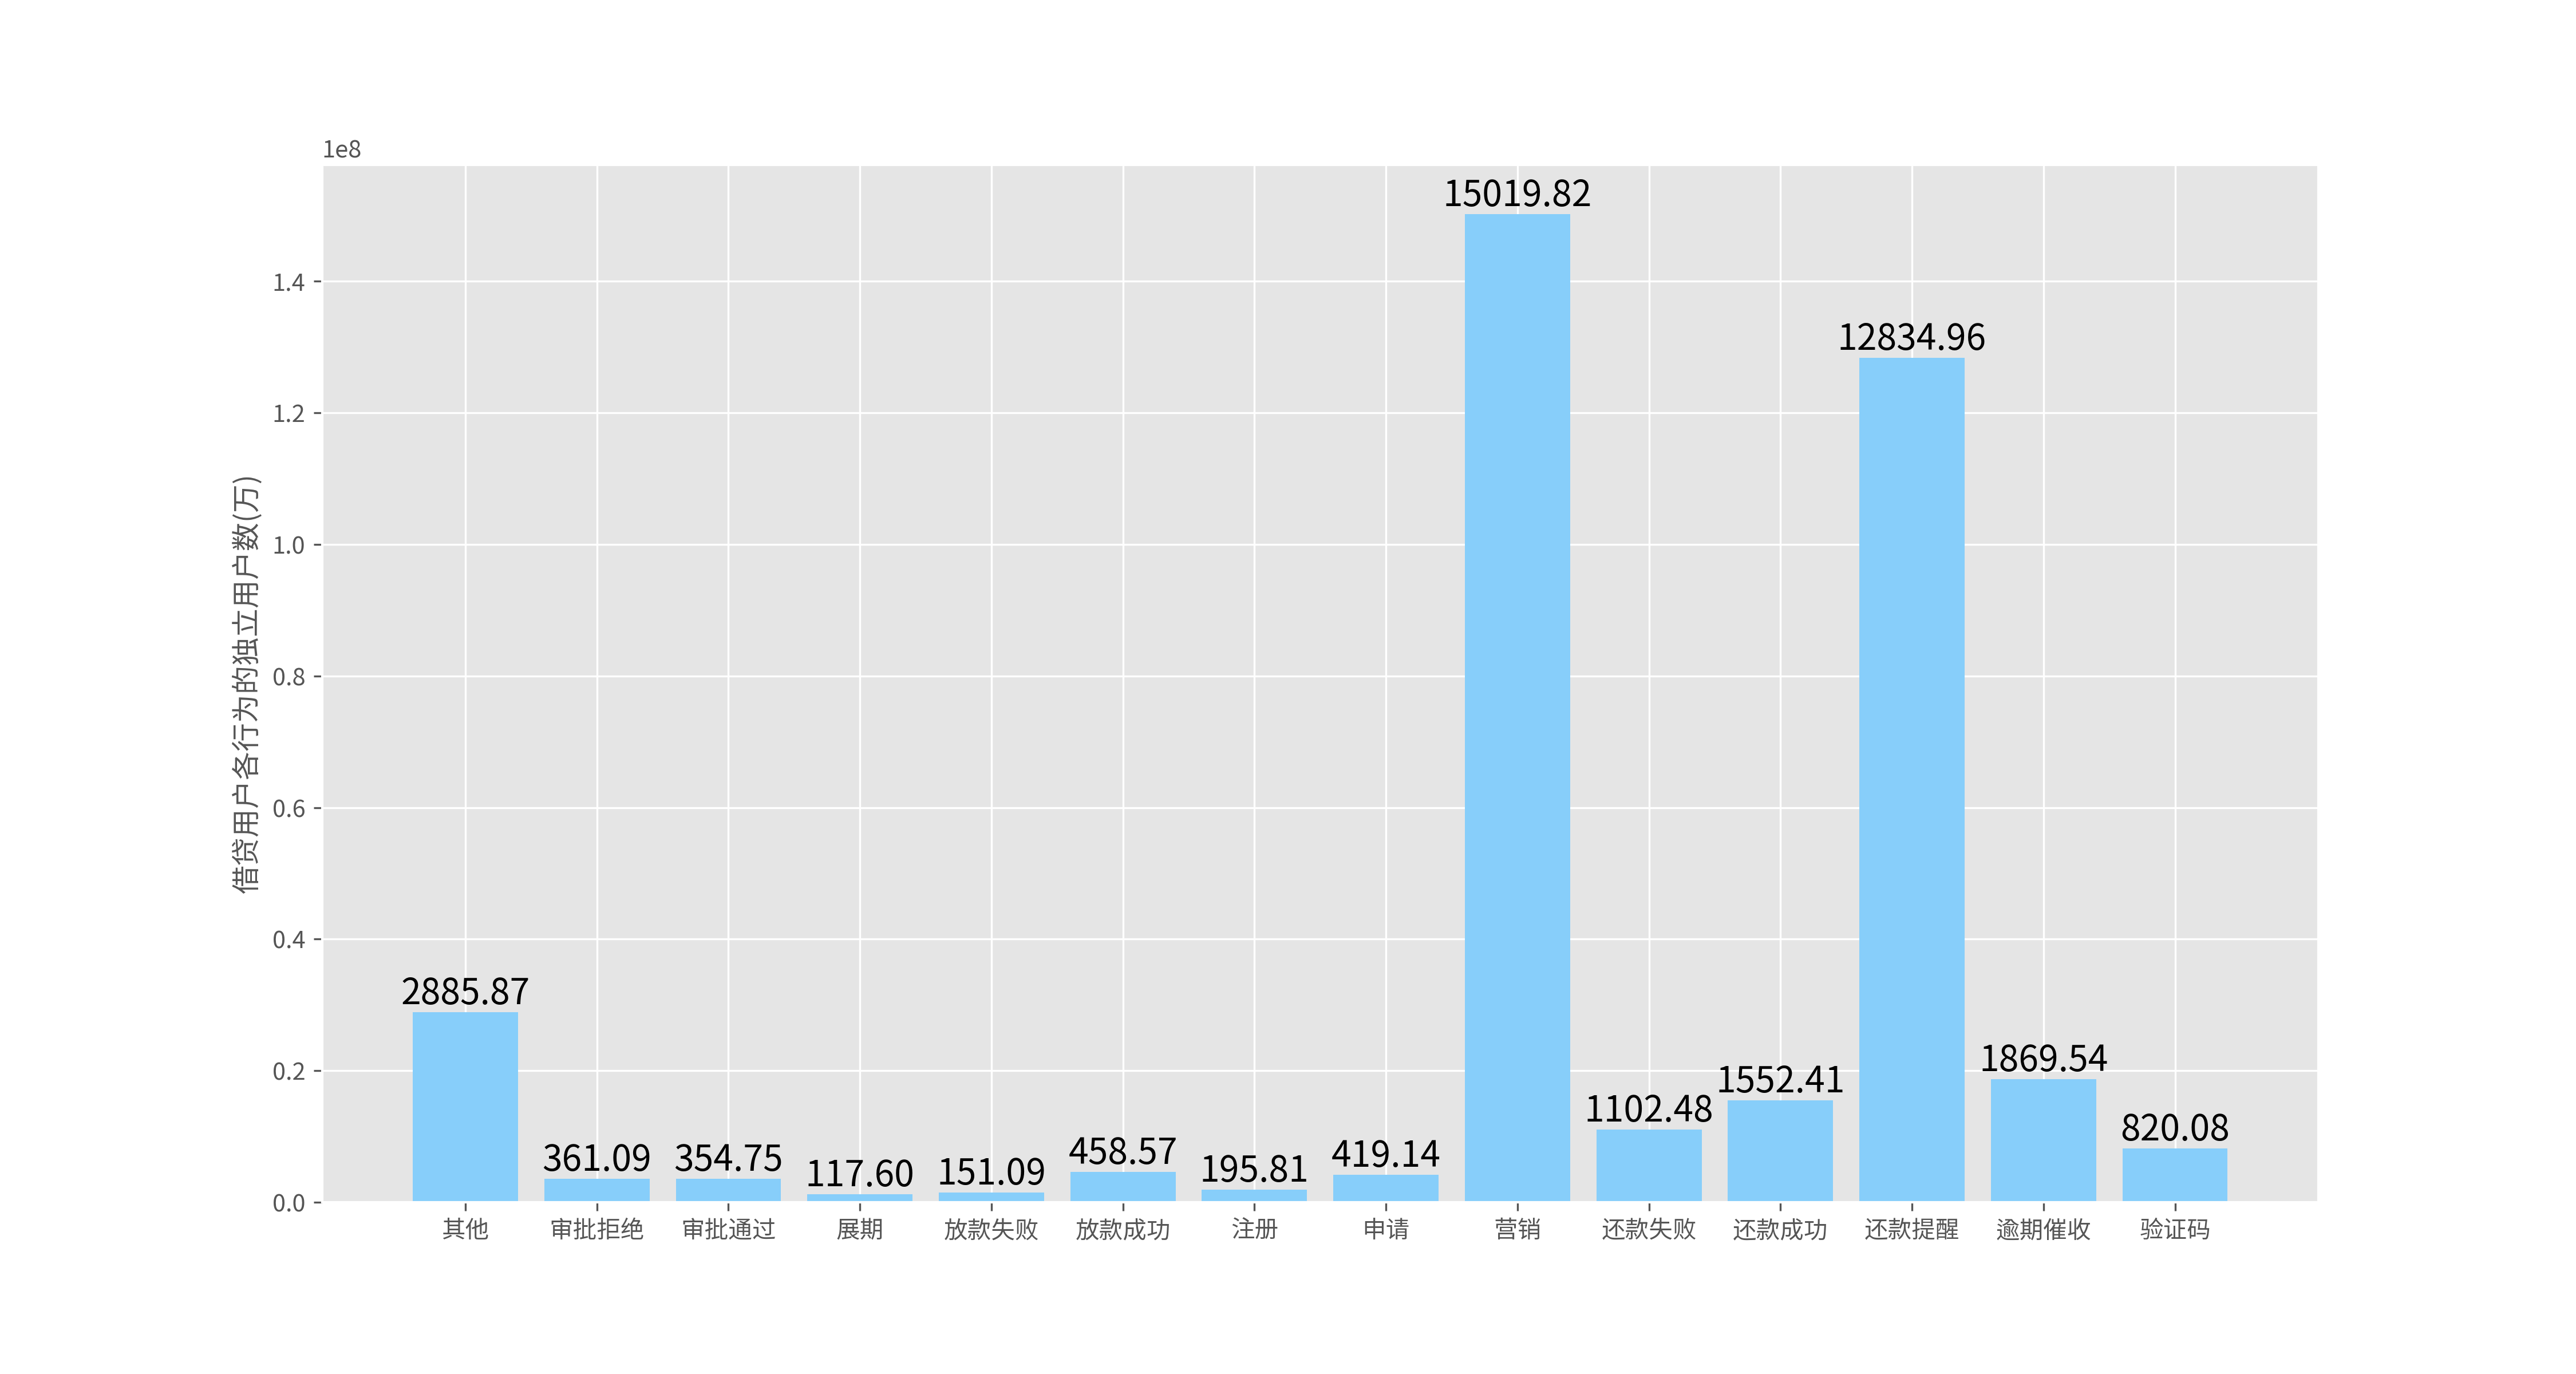 1e8
15019.82
1.4
12834.96
1.2
1.0
借贷用户各行为的独立用户数(万)
0.8
0.6
0.4
2885.87
0.2
0.0
361.09 354.75 117.60 151.09 458.57 195.81 419.14 1102.48 1552.41 1869.54 820.08
其他 审批拒绝 审批通过 展期 放款失败 放款成功 注册 申请 营销 还款失败 还款成功 还款提醒 逾期催收 验证码